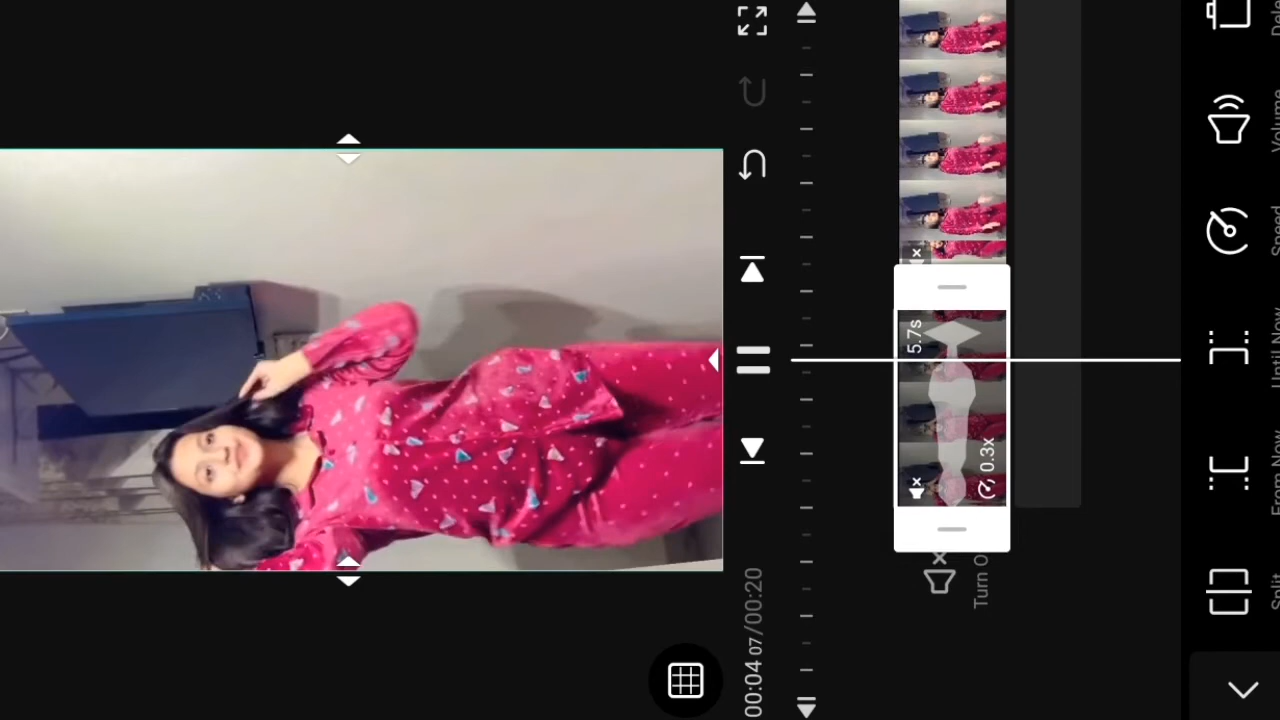 00:04 07/00:20
5.7s
0.3x
Turn O
Split
From Now
Until Now
Speed
Volume